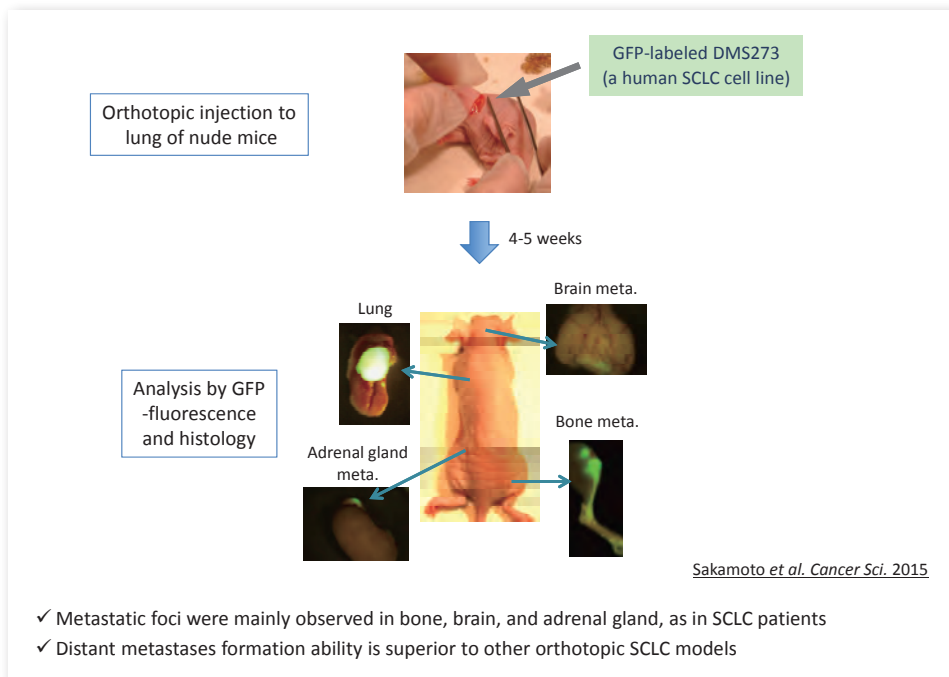 GFP-labeled DMS273
(a human SCLC cell line)
Orthotopic injection to
lung of nude mice
4-5 weeks
Brain meta.
Lung
Analysis by GFP
-fluorescence
and histology
Bone meta.
Adrenal gland
meta.
Sakamoto et al. Cancer Sci. 2015
✓ Metastatic foci were mainly observed in bone, brain, and adrenal gland, as in SCLC patients
✓ Distant metastases formation ability is superior to other orthotopic SCLC models